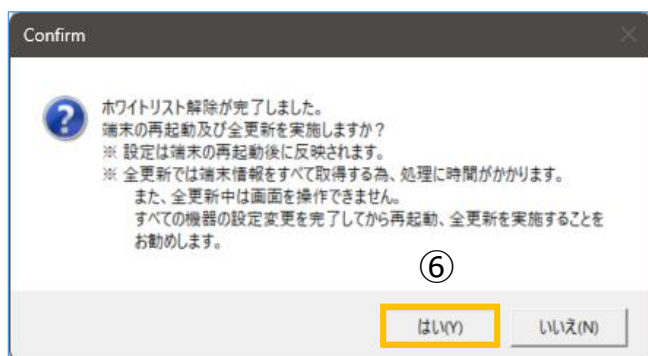 Confirm
ホワイトリスト解除が完了しました。
端末の再起動及び全更新を実施しますか？
※ 設定は端末の再起動後に反映されます。
※ 全更新では端末情報をすべて取得する為、処理に時間がかかります。
また、全更新中は画面を操作できません。
すべての機器の設定変更を完了してから再起動、全更新を実施することを
お勧めします。
⑥
はい(Y)
いいえ(N)